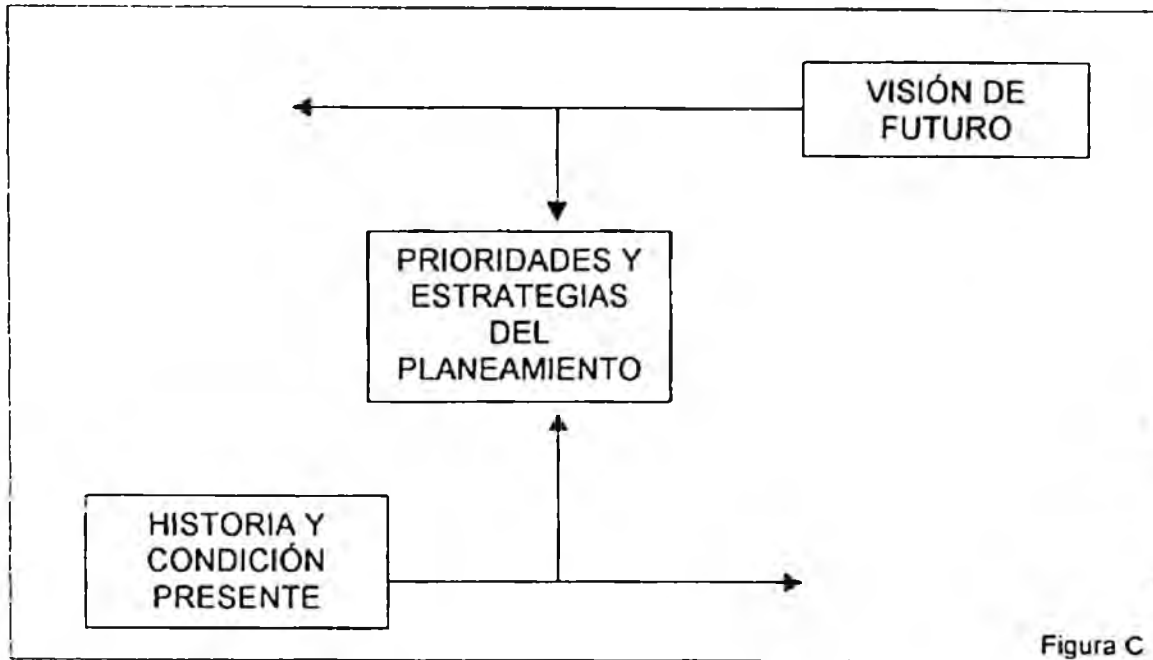 VISIÓN DE
FUTURO
PRIORIDADES Y
ESTRATEGIAS
DEL
PLANEAMIENTO
HISTORIA Y
CONDICIÓN
PRESENTE
Figura C